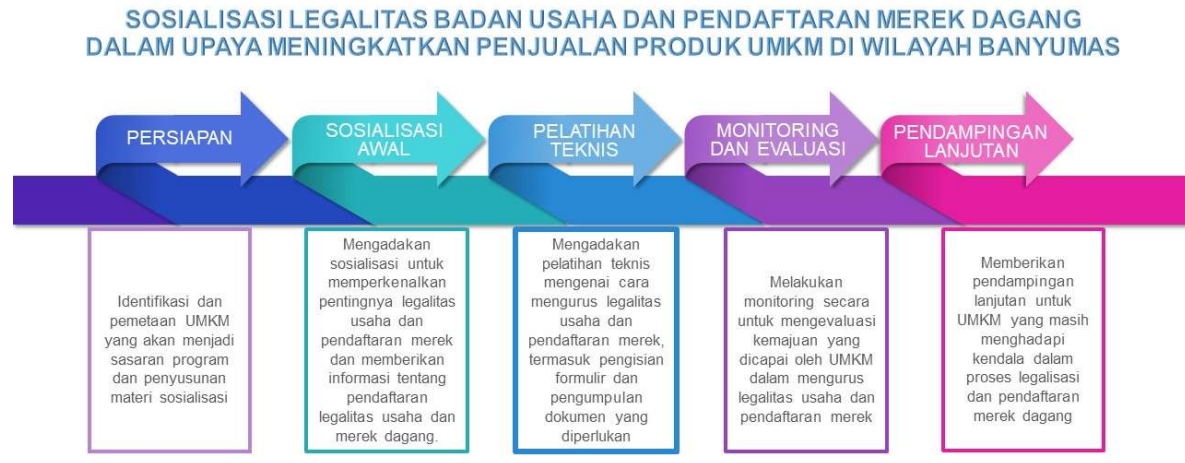 SOSIALISASI LEGALITAS BADAN USAHA DAN PENDAFTARAN MEREK DAGANG
DALAM UPAYA MENINGKATKAN PENJUALAN PRODUK UMKM DI WILAYAH BANYUMAS
PERSIAPAN
SOSIALISASI
AWAL
PELATIHAN
TEKNIS
MONITORING
DAN EVALUASI
PENDAMPINGAN
LANJUTAN
Identifikasi dan
pemetaan UMKM
yang akan menjadi
sasaran program
dan penyusunan
materi sosialisasi
Mengadakan
sosialisasi untuk
memperkenalkan
pentingnya legalitas
usaha dan
pendaftaran merek
dan memberikan
informasi tentang
pendaftaran
legalitas usaha dan
merek dagang.
Mengadakan
pelatihan teknis
mengenai cara
mengurus legalitas
usaha dan
pendaftaran merek,
termasuk pengisian
formulir dan
pengumpulan
dokumen yang
diperlukan
Melakukan
monitoring secara
untuk mengevaluasi
kemajuan yang
dicapai oleh UMKM
dalam mengurus
legalitas usaha dan
pendaftaran merek
Memberikan
pendampingan
lanjutan untuk
UMKM yang masih
menghadapi
kendala dalam
proses legalisasi
dan pendaftaran
merek dagang